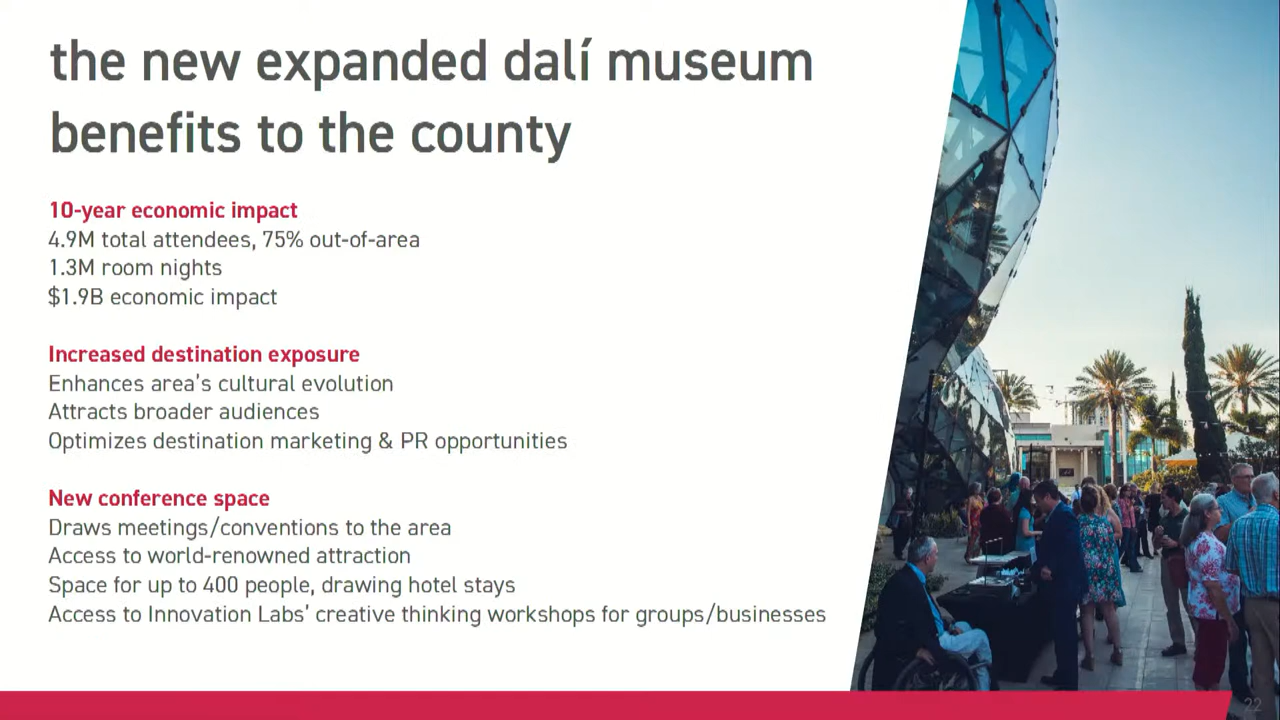 the new expanded dalí museum
benefits to the county
10-year economic impact
4.9M total attendees, 75% out-of-area
1.3M room nights
$1.9B economic impact
Increased destination exposure
Enhances area's cultural evolution
Attracts broader audiences
Optimizes destination marketing & PR opportunities
New conference space
Draws meetings/conventions to the area
Access to world-renowned attraction
Space for up to 400 people, drawing hotel stays
Access to Innovation Labs' creative thinking workshops for groups/businesses
22